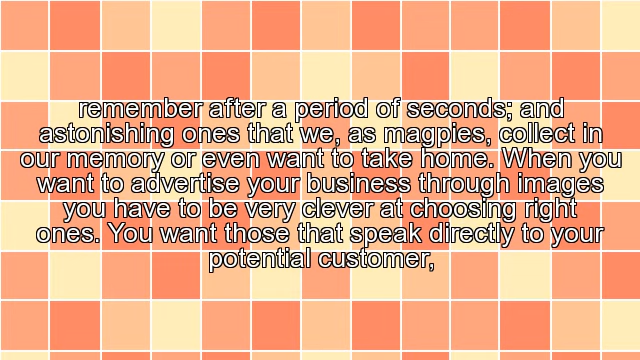 remember after a period of seconds; and
astonishing ones that we, as magpies, collect in
our memory or even want to take home. When you
want to advertise your business through images
you have to be very clever at choosing right
ones. You want those that speak directly to your
potential customer,